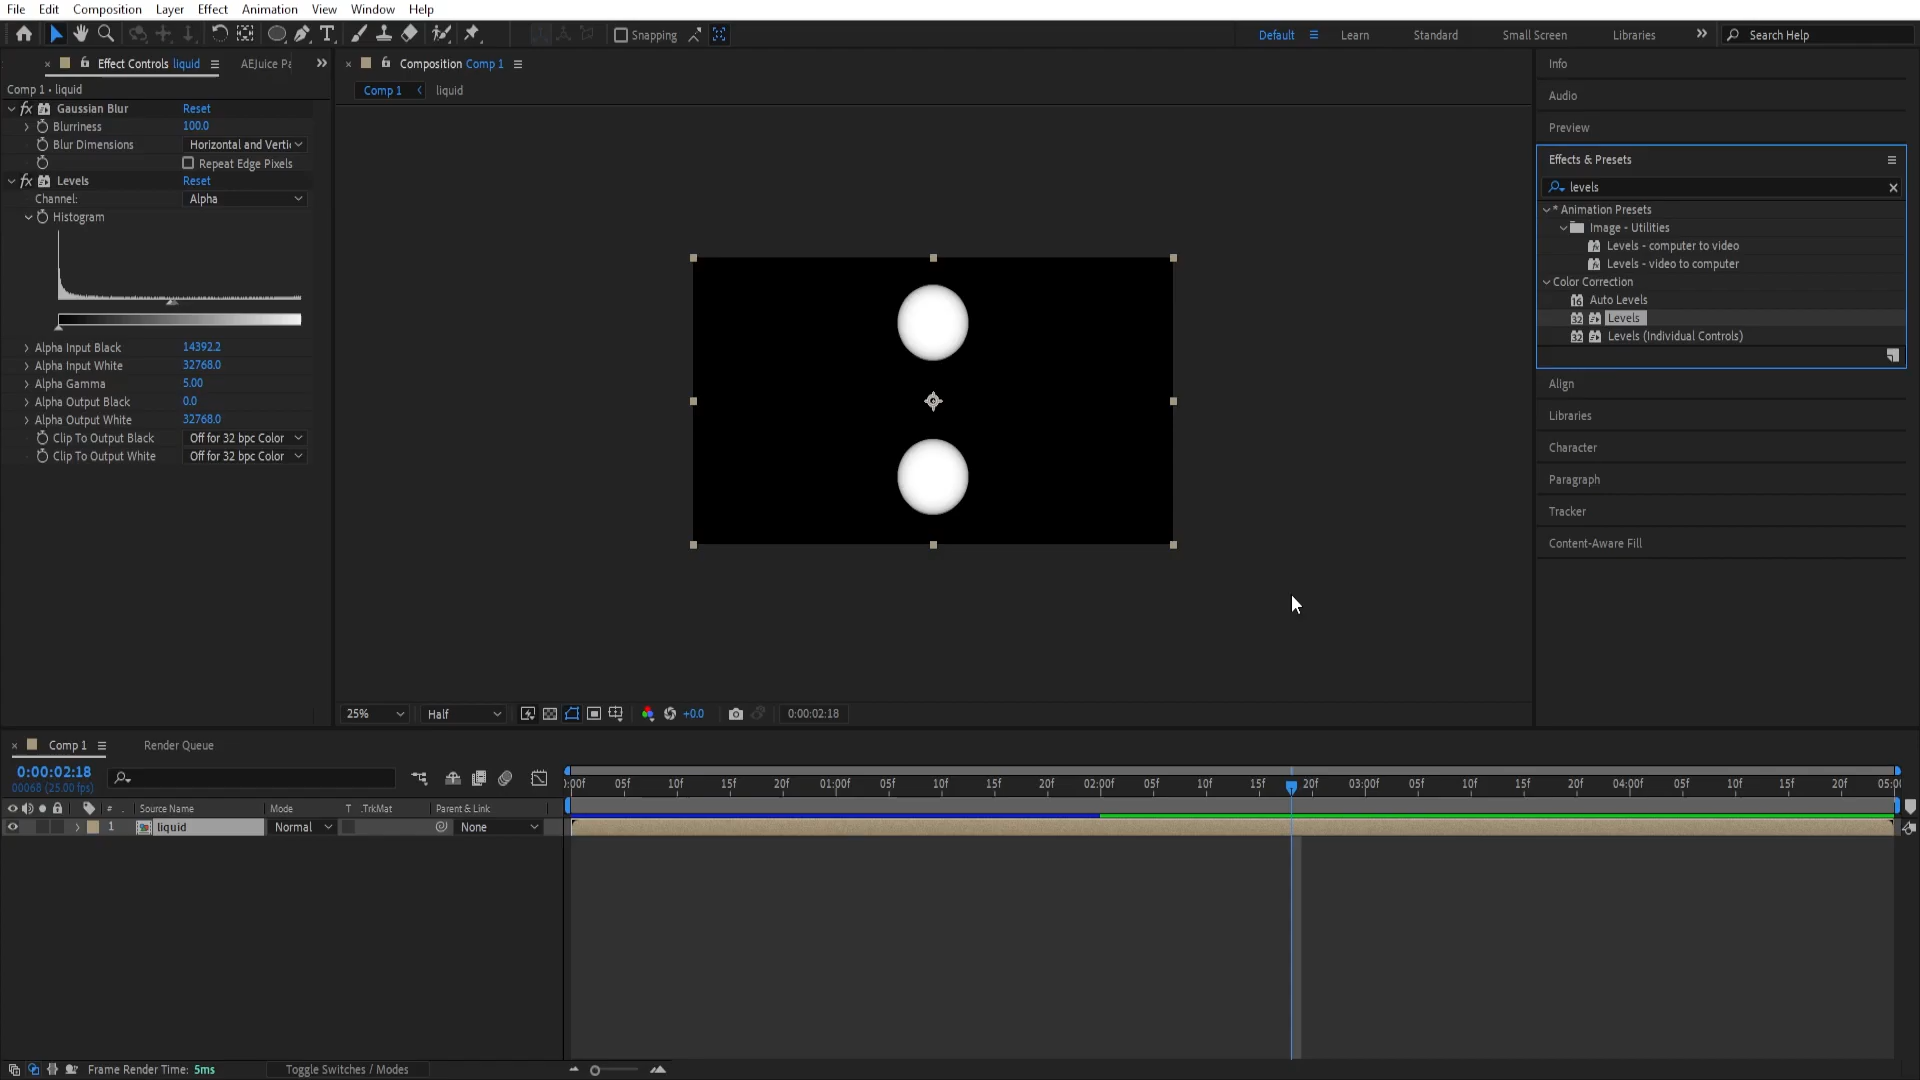 File Edit Composition Layer Effect Animation View Window Help
Snapping
Default Learn Standard Small Screen Libraries Search Help
Effect Controls liquid
AEJuice Pa
Comp 1 • liquid
fx Gaussian Blur Reset
Blurriness 100.0
Blur Dimensions Horizontal and Verti
Repeat Edge Pixels
fx Levels Reset
Channel: Alpha
Histogram
Alpha Input Black 14392.2
Alpha Input White 32768.0
Alpha Gamma 5.00
Alpha Output Black 0.0
Alpha Output White 32768.0
Clip To Output Black Off for 32 bpc Color
Clip To Output White Off for 32 bpc Color
Composition Comp 1
Comp 1 liquid
25% Half +0.0 0:00:02:18
Info
Audio
Preview
Effects & Presets
levels
* Animation Presets
Image - Utilities
Levels - computer to video
Levels - video to computer
Color Correction
16 Auto Levels
32 Levels
32 Levels (Individual Controls)
Align
Libraries
Character
Paragraph
Tracker
Content-Aware Fill
Comp 1 Render Queue
0:00:02:18
00068 (25.00 fps)
:00f 05f 10f 15f 20f 01:00f 05f 10f 15f 20f 02:00f 05f 10f 15f 20f 03:00f 05f 10f 15f 20f 04:00f 05f 10f 15f 20f 05:0
# Source Name Mode T .TrkMat Parent & Link
1 liquid Normal None
Frame Render Time: 5ms Toggle Switches / Modes